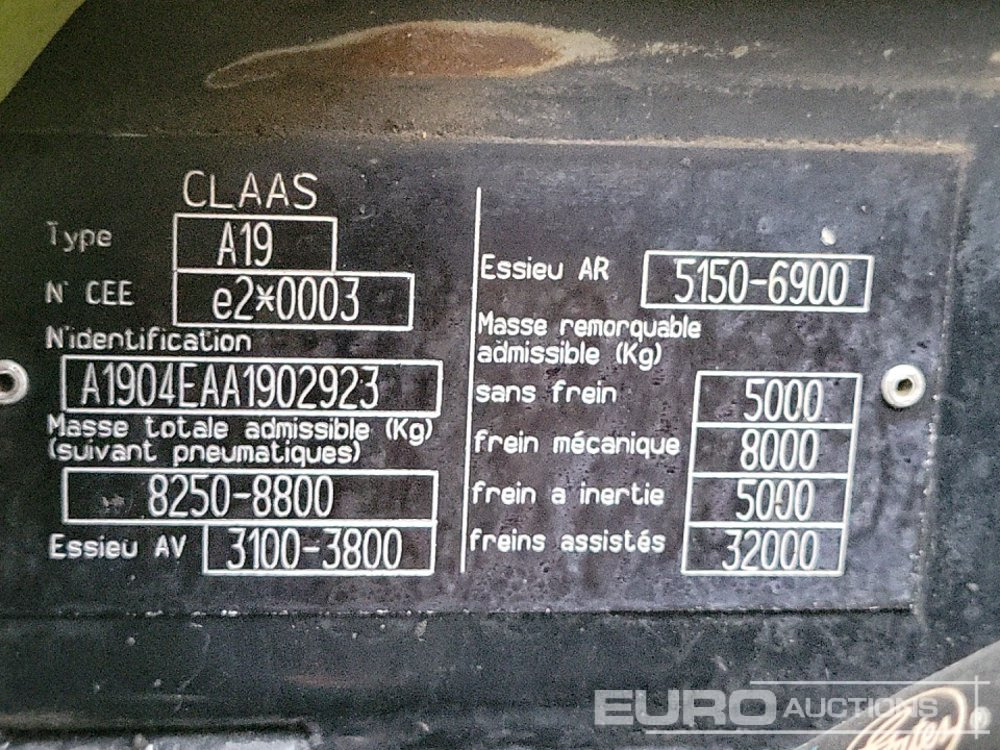 CLAAS
Type A19
N° CEE e2*0003
N°identification
A1904EAA1902923
Masse totale admissible (Kg)
(suivant pneumatiques)
8250-8800
Essieu AV 3100-3800
Essieu AR 5150-6900
Masse remorquable
admissible (Kg)
sans frein 5000
frein mécanique 8000
frein a inertie 5000
freins assistés 32000
EURO AUCTIONS